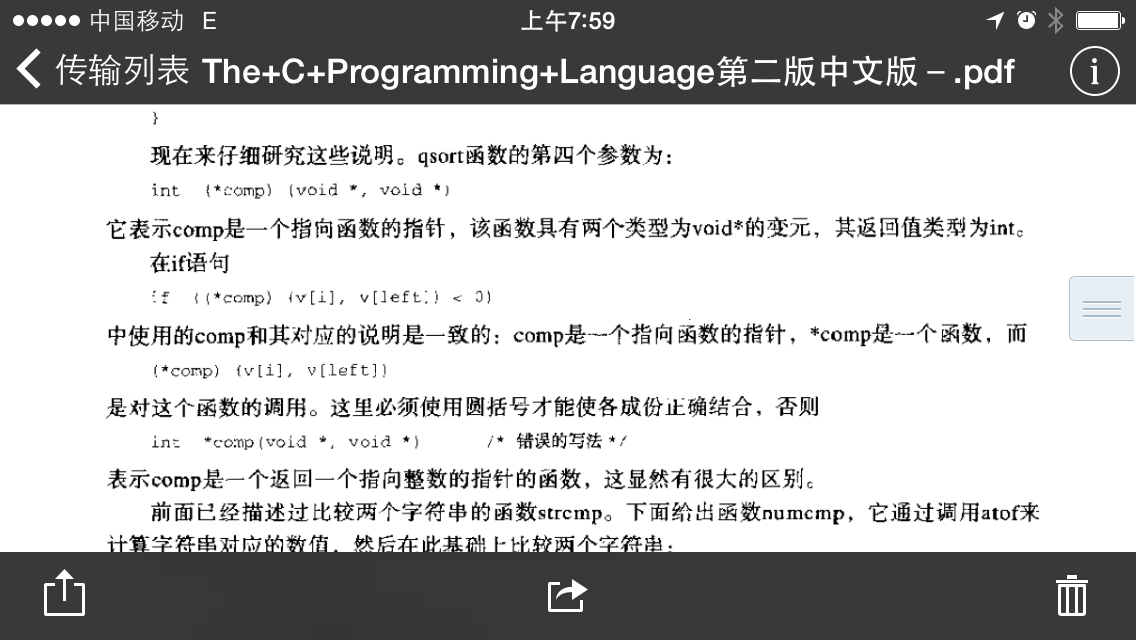 中国移动 E 上午7:59
传输列表 The+C+Programming+Language第二版中文版 – .pdf
}
现在来仔细研究这些说明。qsort函数的第四个参数为：
int (*comp) (void *, void *)
它表示comp是一个指向函数的指针，该函数具有两个类型为void*的变元，其返回值类型为int。
在if语句
if ((*comp) (v[i], v[left]) < 0)
中使用的comp和其对应的说明是一致的：comp是一个指向函数的指针，*comp是一个函数，而
(*comp) (v[i], v[left])
是对这个函数的调用。这里必须使用圆括号才能使各成份正确结合，否则
int *comp(void *, void *) /* 错误的写法 */
表示comp是一个返回一个指向整数的指针的函数，这显然有很大的区别。
前面已经描述过比较两个字符串的函数strcmp。下面给出函数numcmp，它通过调用atof来
计算字符串对应的数值，然后在此基础上比较两个字符串：